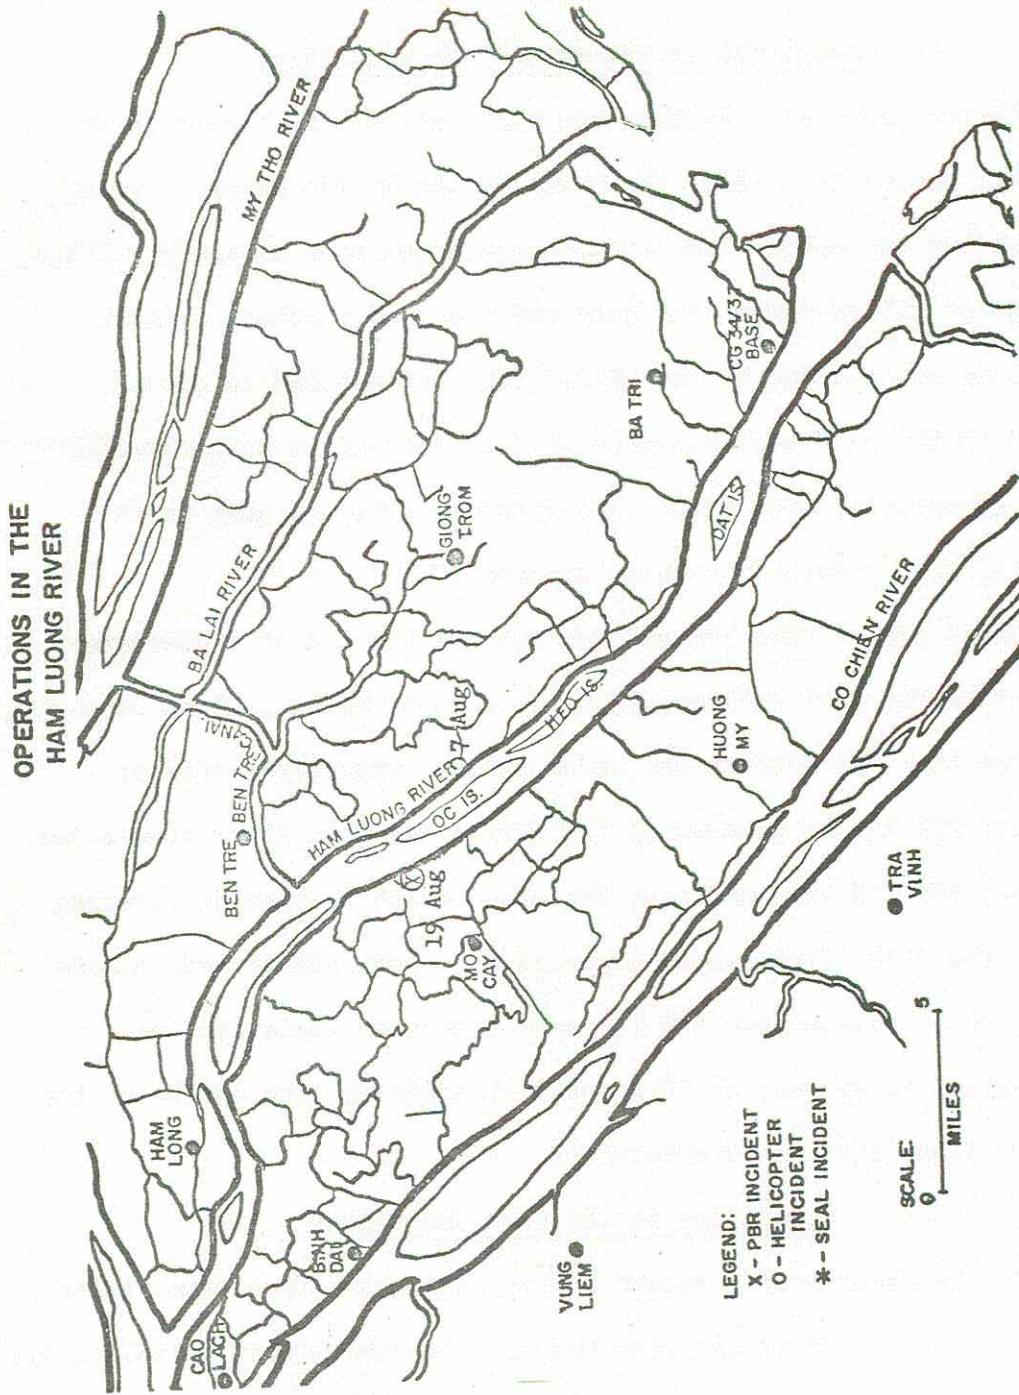 OPERATIONS IN THE
HAM LUONG RIVER
MY THO RIVER
BA LAI RIVER
BEN TRE CANAL
BEN TRE
HAM LUONG RIVER
7 Aug
OC IS.
HEO IS.
DAT IS.
GIONG
TROM
BA TRI
CG 34/37
BASE
HAM
LONG
CAO
LACH
BINH
DAI
19
Aug
X
MO
CAY
HUONG
MY
CO CHIEN RIVER
VUNG
LIEM
TRA
VINH
LEGEND:
X - PBR INCIDENT
O - HELICOPTER
INCIDENT
* - SEAL INCIDENT
SCALE:
0 5
MILES